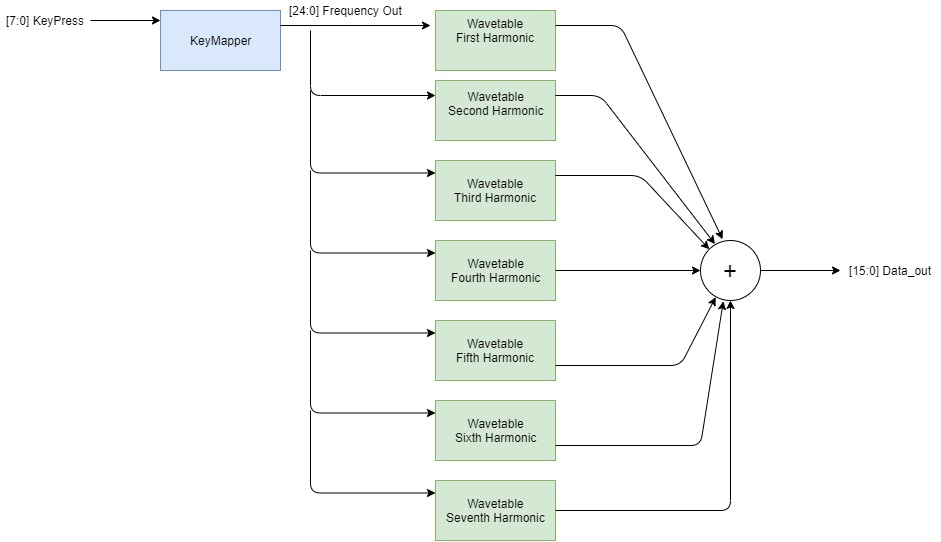 [7:0] KeyPress
KeyMapper
[24:0] Frequency Out
Wavetable
First Harmonic
Wavetable
Second Harmonic
Wavetable
Third Harmonic
Wavetable
Fourth Harmonic
Wavetable
Fifth Harmonic
Wavetable
Sixth Harmonic
Wavetable
Seventh Harmonic
+
[15:0] Data_out